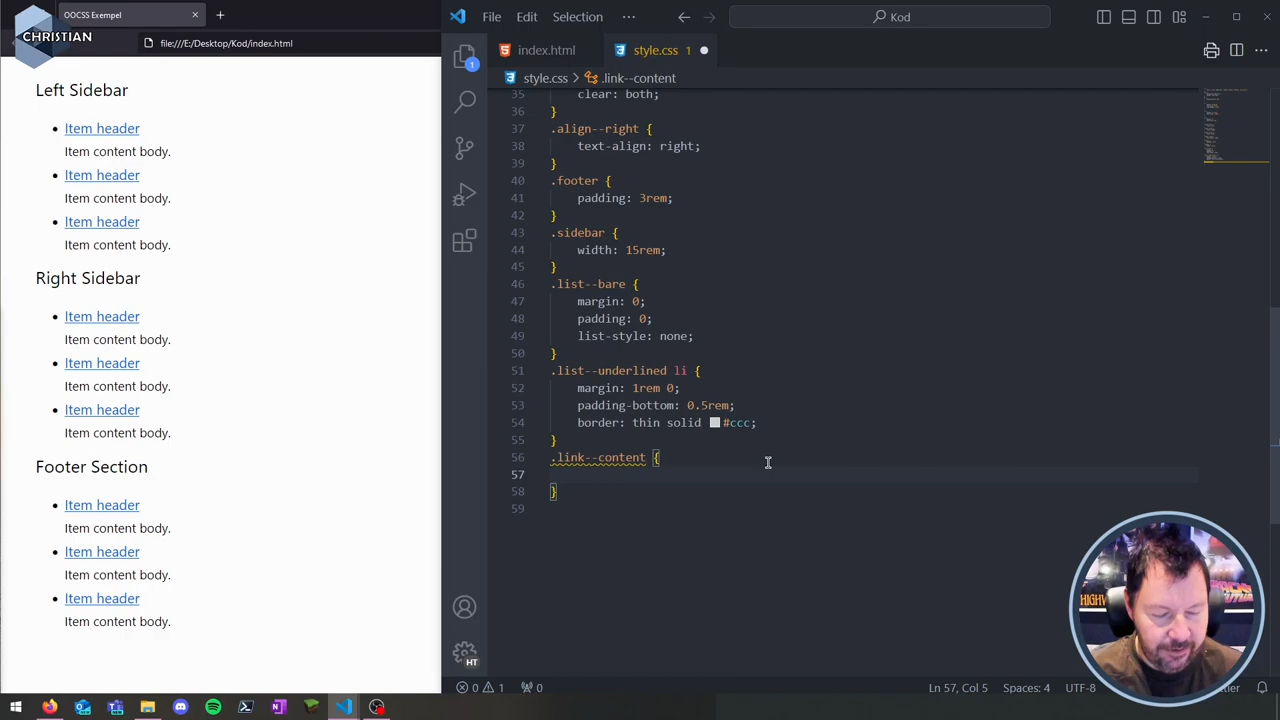 OOCSS Exempel
CHRISTIAN
file:///E:/Desktop/Kod/index.html
Left Sidebar
Item header
Item content body.
Item header
Item content body.
Item header
Item content body.
Right Sidebar
Item header
Item content body.
Item header
Item content body.
Item header
Item content body.
Footer Section
Item header
Item content body.
Item header
Item content body.
Item header
Item content body.
File Edit Selection ··· Kod
index.html style.css 1
style.css > .link--content
35 clear: both;
36 }
37 .align--right {
38 text-align: right;
39 }
40 .footer {
41 padding: 3rem;
42 }
43 .sidebar {
44 width: 15rem;
45 }
46 .list--bare {
47 margin: 0;
48 padding: 0;
49 list-style: none;
50 }
51 .list--underlined li {
52 margin: 1rem 0;
53 padding-bottom: 0.5rem;
54 border: thin solid #ccc;
55 }
56 .link--content {
57
58 }
59
1
HT
0 1 0 Ln 57, Col 5 Spaces: 4 UTF-8